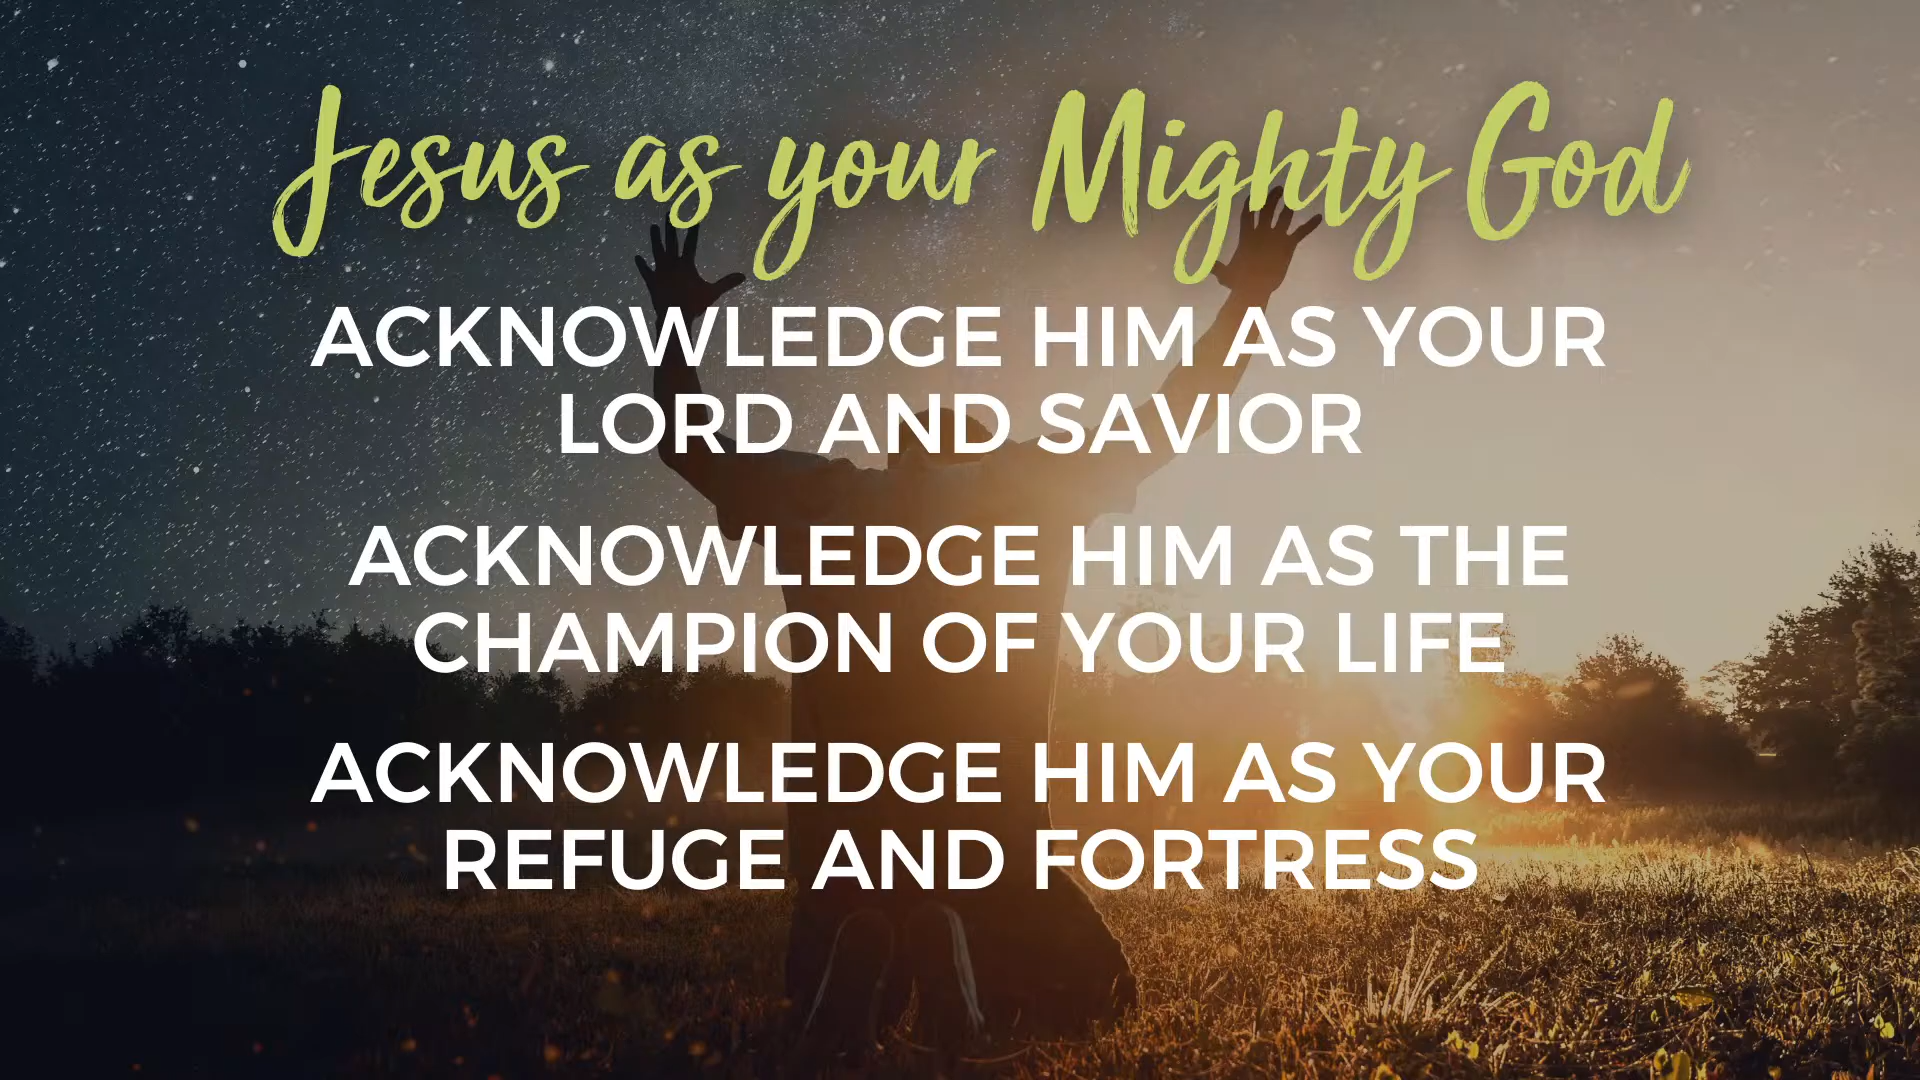 Jesus as your Mighty God
ACKNOWLEDGE HIM AS YOUR
LORD AND SAVIOR
ACKNOWLEDGE HIM AS THE
CHAMPION OF YOUR LIFE
ACKNOWLEDGE HIM AS YOUR
REFUGE AND FORTRESS